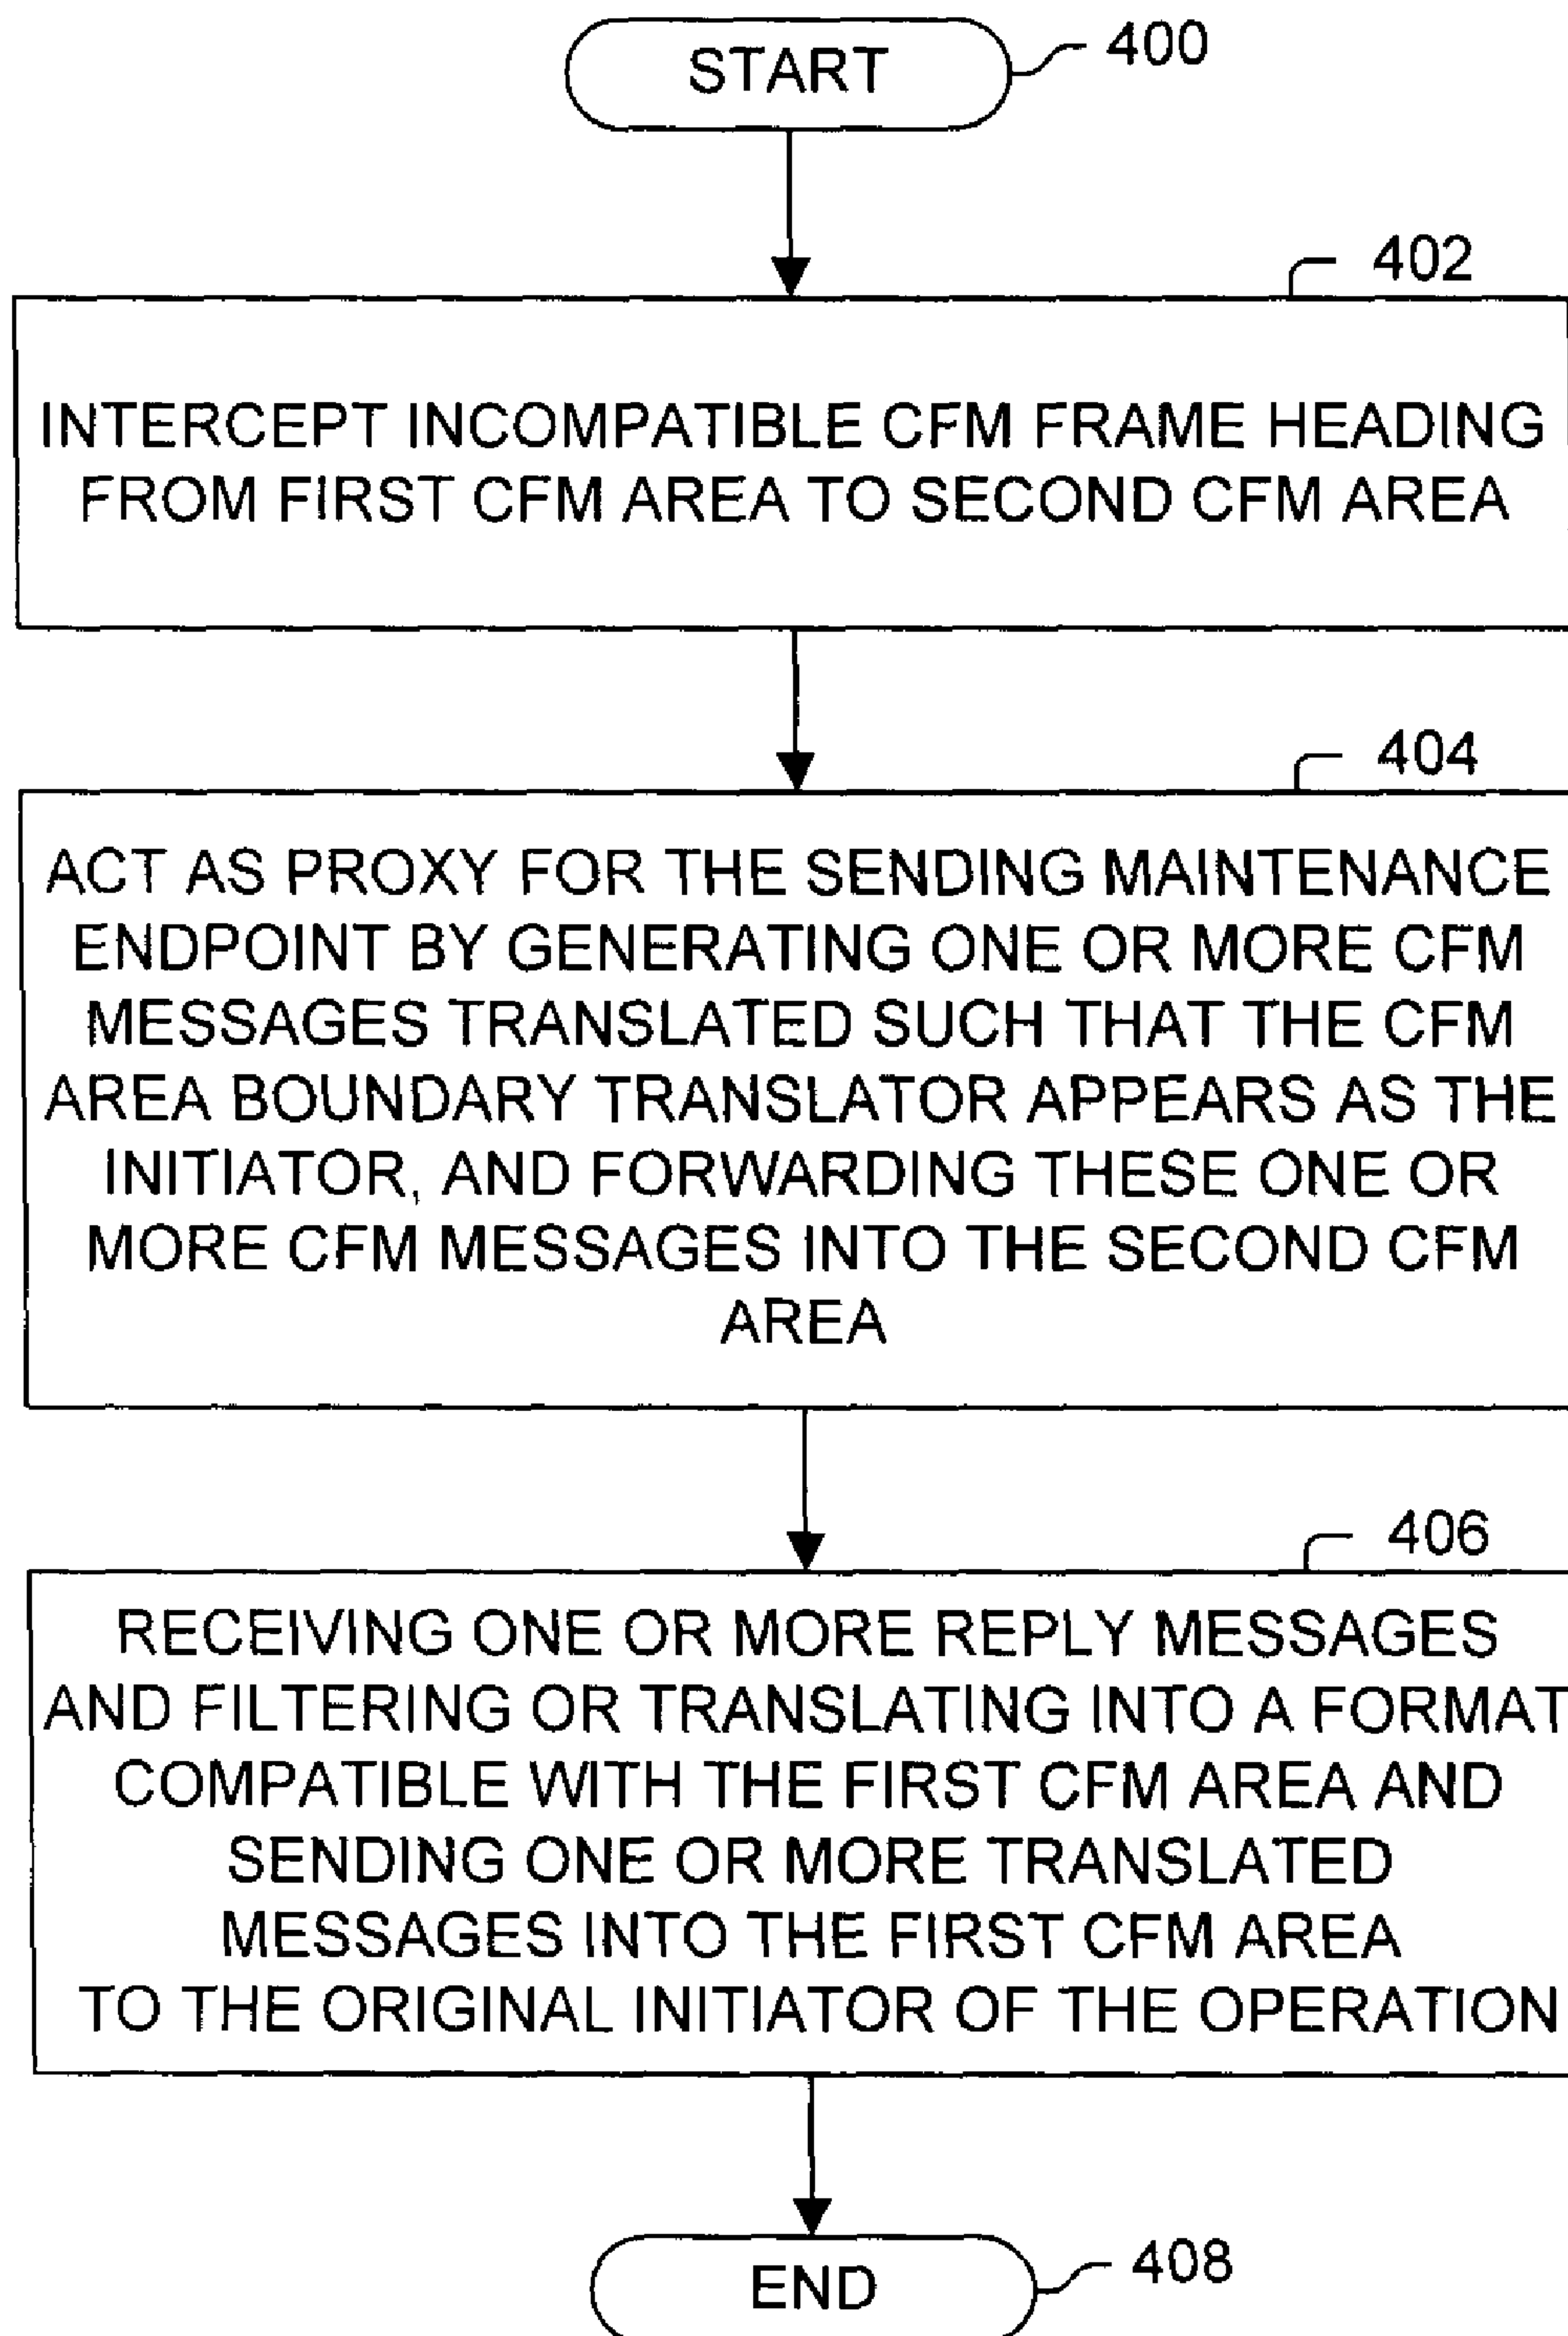 START
400
402
INTERCEPT INCOMPATIBLE CFM FRAME HEADING
FROM FIRST CFM AREA TO SECOND CFM AREA
404
ACT AS PROXY FOR THE SENDING MAINTENANCE
ENDPOINT BY GENERATING ONE OR MORE CFM
MESSAGES TRANSLATED SUCH THAT THE CFM
AREA BOUNDARY TRANSLATOR APPEARS AS THE
INITIATOR, AND FORWARDING THESE ONE OR
MORE CFM MESSAGES INTO THE SECOND CFM
AREA
406
RECEIVING ONE OR MORE REPLY MESSAGES
AND FILTERING OR TRANSLATING INTO A FORMAT
COMPATIBLE WITH THE FIRST CFM AREA AND
SENDING ONE OR MORE TRANSLATED
MESSAGES INTO THE FIRST CFM AREA
TO THE ORIGINAL INITIATOR OF THE OPERATION
END
408